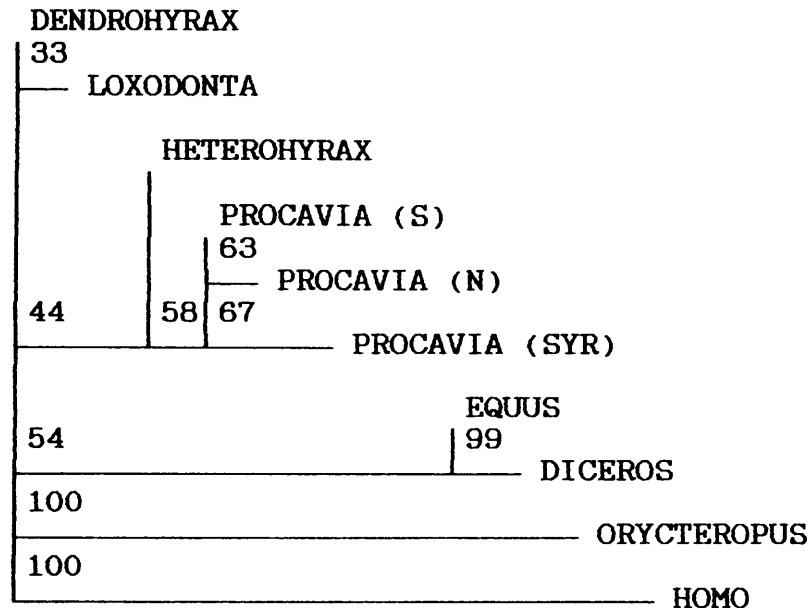 DENDROHYRAX
33
LOXODONTA
HETEROHYRAX
PROCAVIA (S)
63
PROCAVIA (N)
44 58 67
PROCAVIA (SYR)
EQUUS
54 99
DICEROS
100
ORYCTEROPUS
100
HOMO